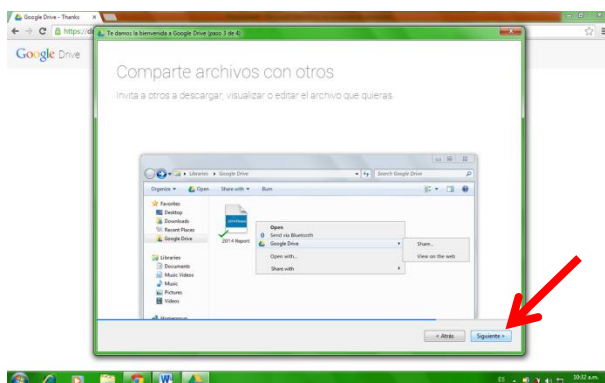 Google Drive - Thanks
Te damos la bienvenida a Google Drive (paso 3 de 4)
https://d
Google Drive
Comparte archivos con otros
Invita a otros a descargar, visualizar o editar el archivo que quieras.
Libraries Google Drive
Search Google Drive
Organize
Open
Share with
Burn
Favorites
Desktop
Downloads
Recent Places
Google Drive
2014 Report
Open
Send via Bluetooth
Google Drive
Open with...
Share with
Share...
View on the web
Libraries
Documents
Music Videos
Music
Pictures
Videos
Homegroup
< Atrás
Siguiente >
ES
10:32 a.m.